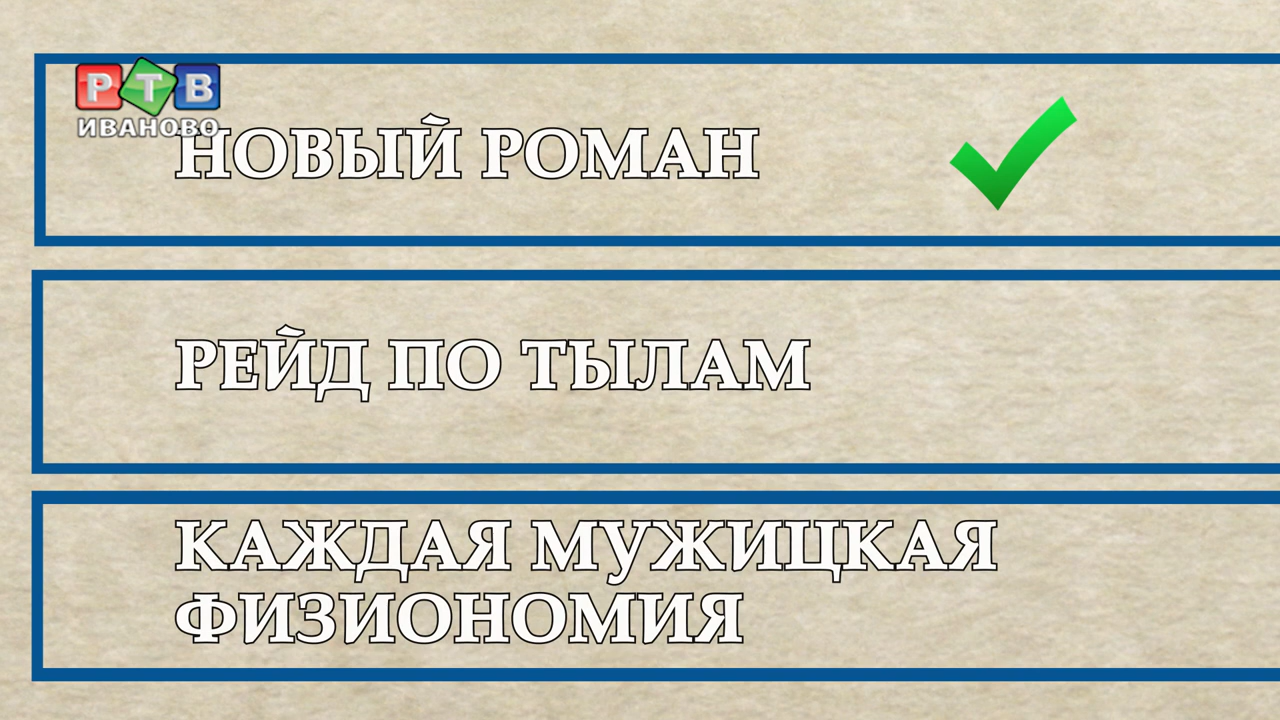 РТВ
ИВАНОВО
НОВЫЙ РОМАН
РЕЙД ПО ТЫЛАМ
КАЖДАЯ МУЖИЦКАЯ
ФИЗИОНОМИЯ